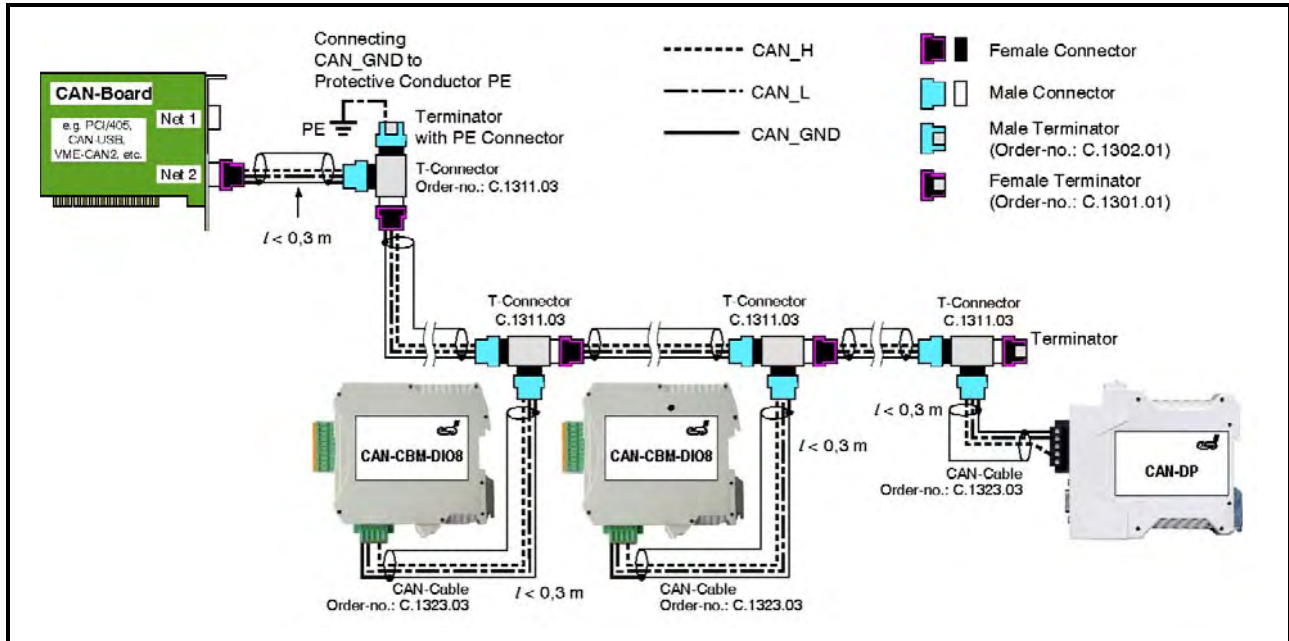 Connecting
CAN_GND to
Protective Conductor PE
CAN-Board
Net 1
e.g. PCI/405,
CAN-USB,
VME-CAN2, etc.
Net 2
PE
Terminator
with PE Connector
T-Connector
Order-no.: C.1311.03
l < 0,3 m
CAN_H
CAN_L
CAN_GND
Female Connector
Male Connector
Male Terminator
(Order-no.: C.1302.01)
Female Terminator
(Order-no.: C.1301.01)
T-Connector
C.1311.03
T-Connector
C.1311.03
T-Connector
C.1311.03
Terminator
l < 0,3 m
l < 0,3 m
CAN-CBM-DIO8
CAN-CBM-DIO8
CAN-DP
CAN-Cable
Order-no.: C.1323.03
CAN-Cable
Order-no.: C.1323.03
l < 0,3 m
CAN-Cable
Order-no.: C.1323.03